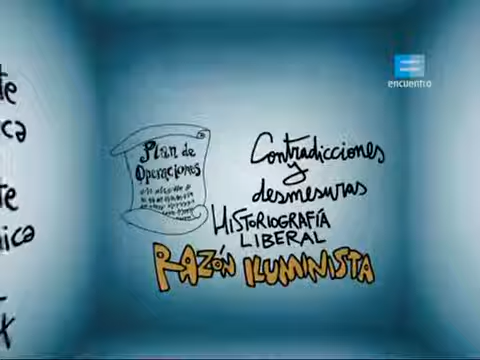 encuentro
Plan de
Operaciones
Contradicciones
y
desmesuras
HISTORIOGRAFÍA
LIBERAL
RAZÓN ILUMINISTA